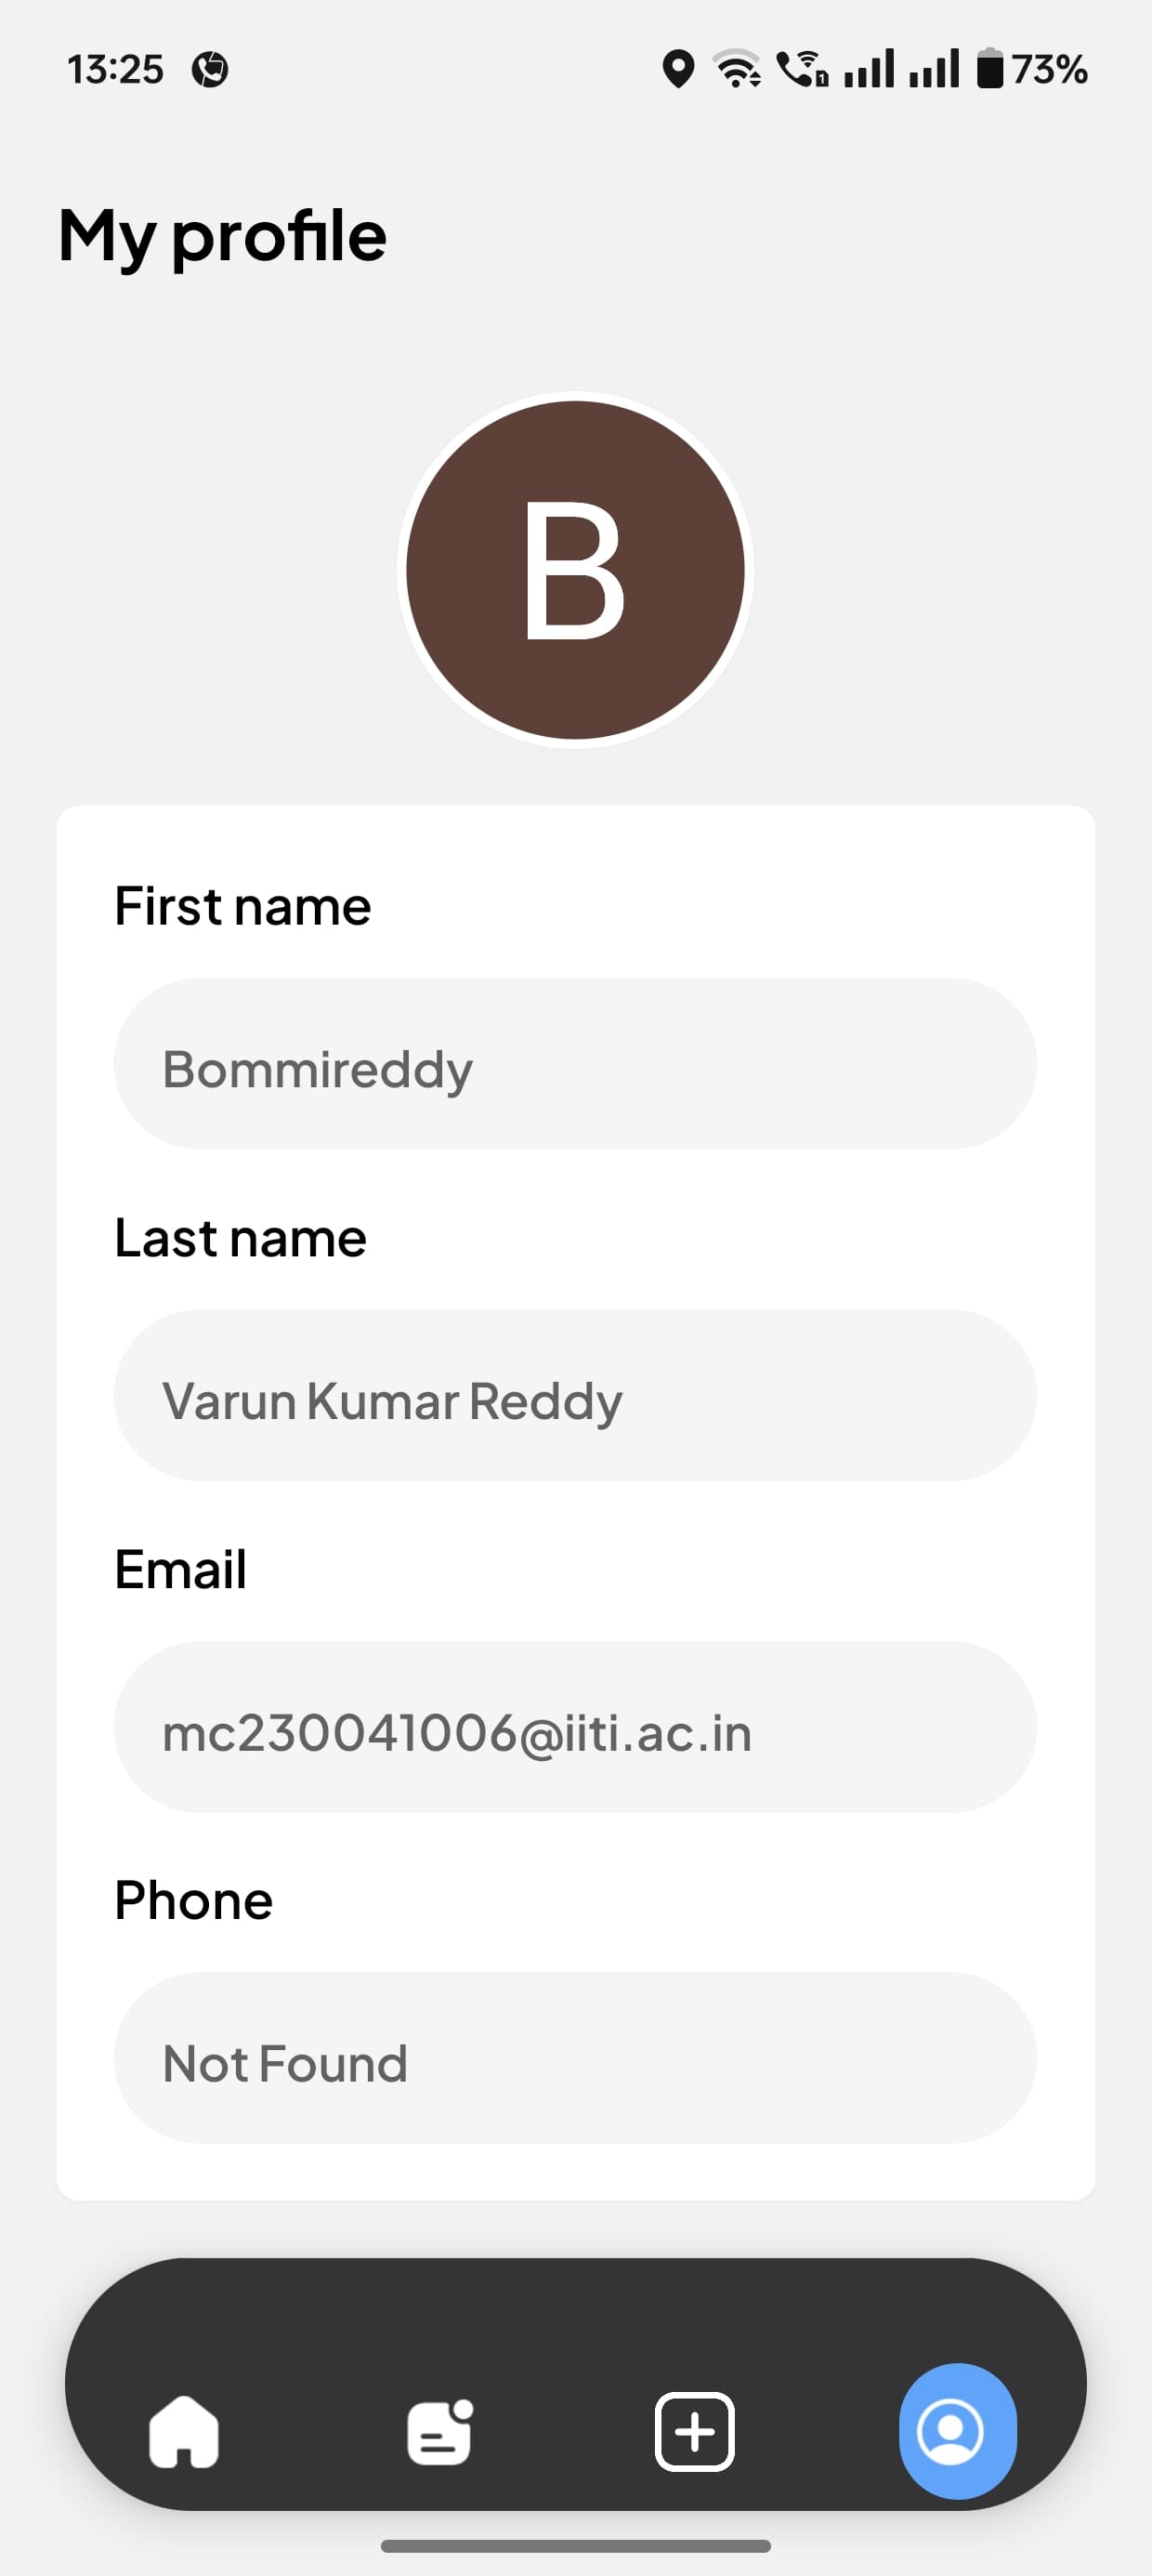 13:25
1
73%
My profile
B
First name
Bommireddy
Last name
Varun Kumar Reddy
Email
mc230041006@iiti.ac.in
Phone
Not Found